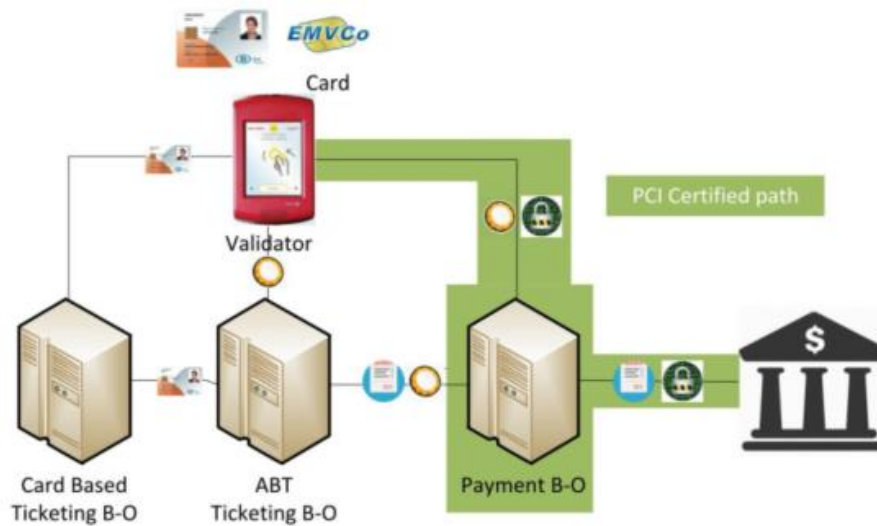 EMVCo
Card
PCI Certified path
Validator
$
Card Based
Ticketing B-O
ABT
Ticketing B-O
Payment B-O